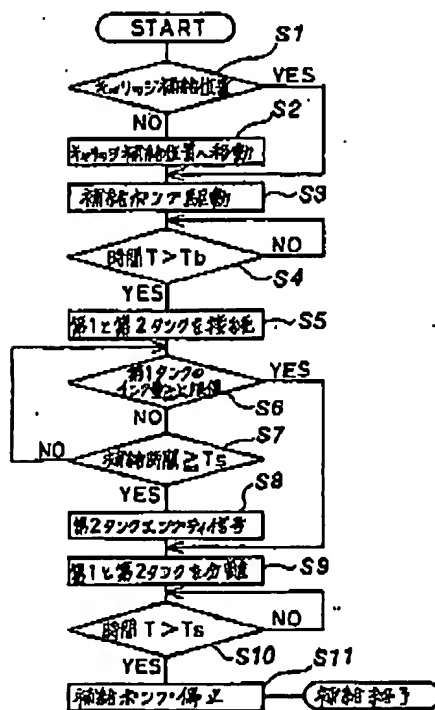 START
S1
キャリッジ補給位置
YES
NO
S2
キャリッジ補給位置へ移動
補給ポンプ駆動
S3
NO
時間T>Tb
S4
YES
第1と第2タンクを接続
S5
第1タンクの
インク量≧上限値
YES
S6
NO
S7
補給時間≧Ts
NO
YES
S8
第2タンクエンプティ信号
第1と第2タンクを分離
S9
NO
時間T>Ts
S10
YES
S11
補給ポンプ停止
補給終了